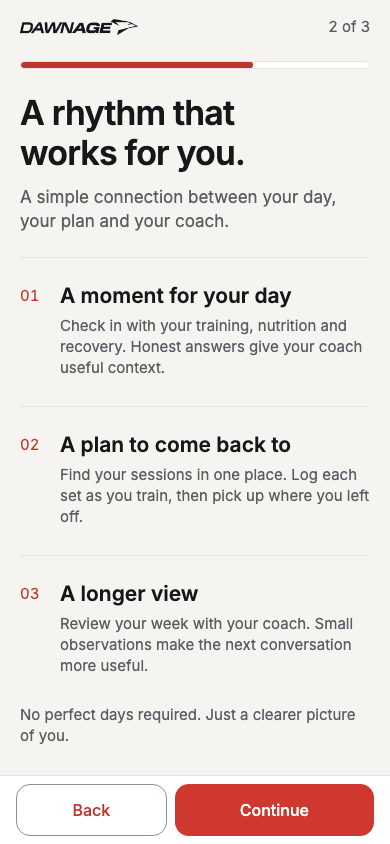 DAWNAGE
2 of 3
A rhythm that
works for you.
A simple connection between your day,
your plan and your coach.
01
A moment for your day
Check in with your training, nutrition and
recovery. Honest answers give your coach
useful context.
02
A plan to come back to
Find your sessions in one place. Log each
set as you train, then pick up where you left
off.
03
A longer view
Review your week with your coach. Small
observations make the next conversation
more useful.
No perfect days required. Just a clearer picture
of you.
Back
Continue